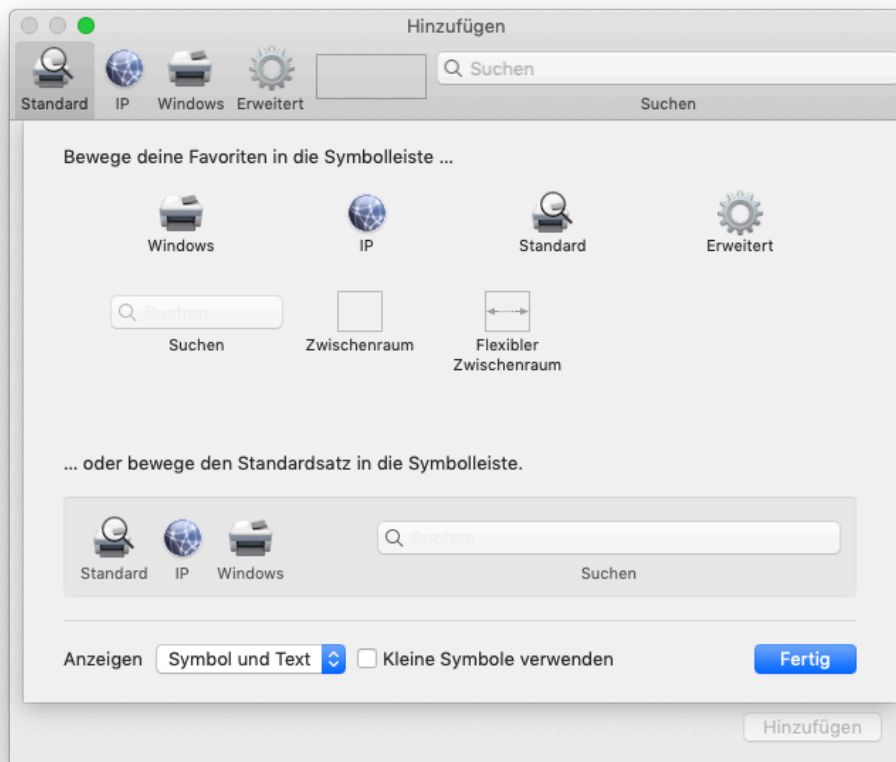 Hinzufügen
Suchen
Standard IP Windows Erweitert Suchen
Bewege deine Favoriten in die Symbolleiste ...
Windows IP Standard Erweitert
Suchen
Suchen Zwischenraum Flexibler
Zwischenraum
... oder bewege den Standardsatz in die Symbolleiste.
Suchen
Standard IP Windows Suchen
Anzeigen Symbol und Text Kleine Symbole verwenden Fertig
Hinzufügen